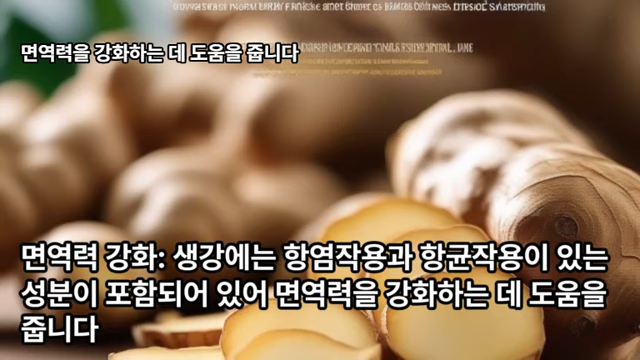 면역력을 강화하는 데 도움을 줍니다
면역력 강화: 생강에는 항염작용과 항균작용이 있는
성분이 포함되어 있어 면역력을 강화하는 데 도움을
줍니다